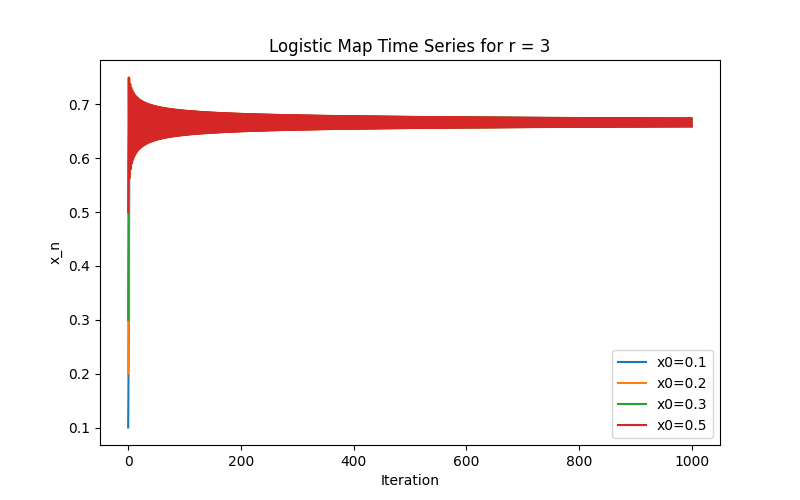 Logistic Map Time Series for r = 3
x_n
0.7
0.6
0.5
0.4
0.3
0.2
0.1
x0=0.1
x0=0.2
x0=0.3
x0=0.5
0 200 400 600 800 1000
Iteration